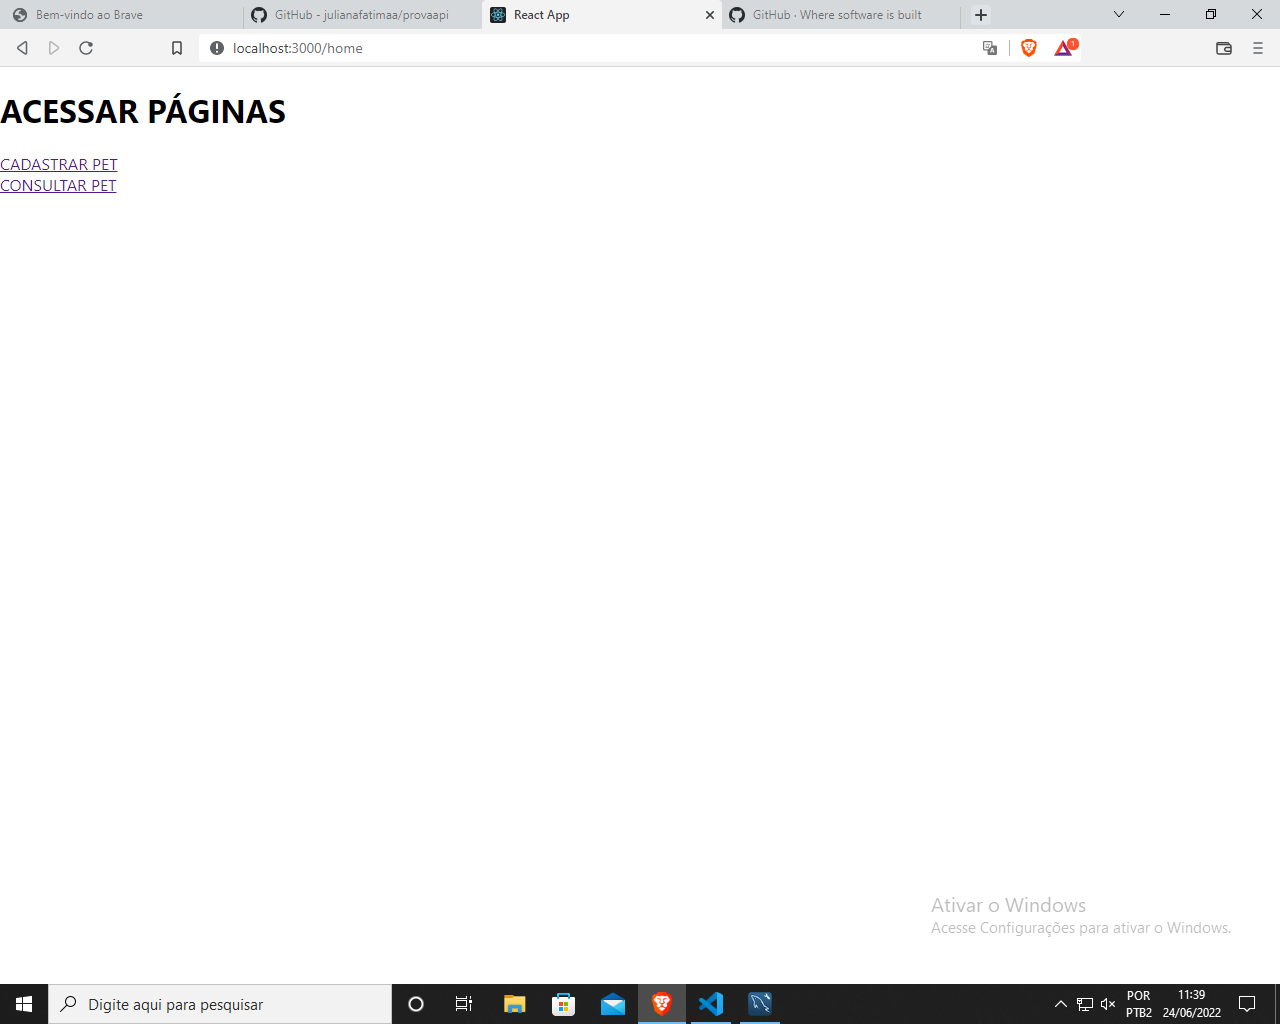 Bem-vindo ao Brave
GitHub - julianafatimaa/provaapi
React App
GitHub · Where software is built
localhost:3000/home
1
ACESSAR PÁGINAS
CADASTRAR PET
CONSULTAR PET
Ativar o Windows
Acesse Configurações para ativar o Windows.
Digite aqui para pesquisar
POR
PTB2
11:39
24/06/2022